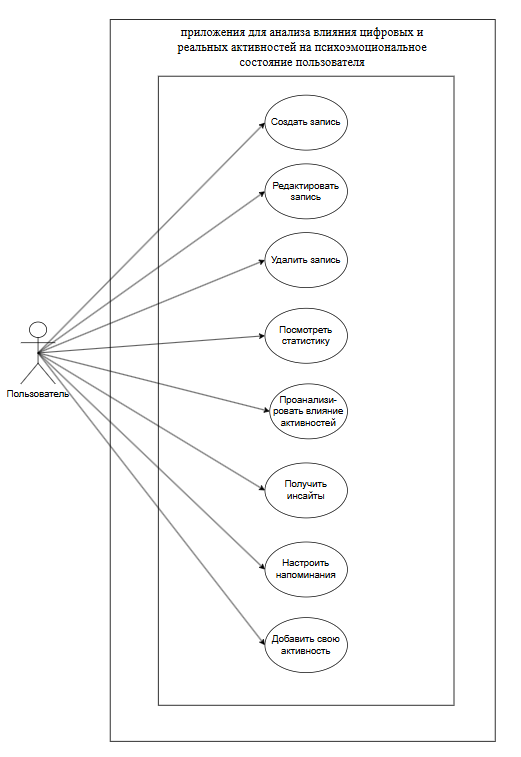 приложения для анализа влияния цифровых и
реальных активностей на психоэмоциональное
состояние пользователя
Создать запись
Редактировать
запись
Удалить запись
Посмотреть
статистику
Пользователь
Проанализи-
ровать влияние
активностей
Получить
инсайты
Настроить
напоминания
Добавить свою
активность